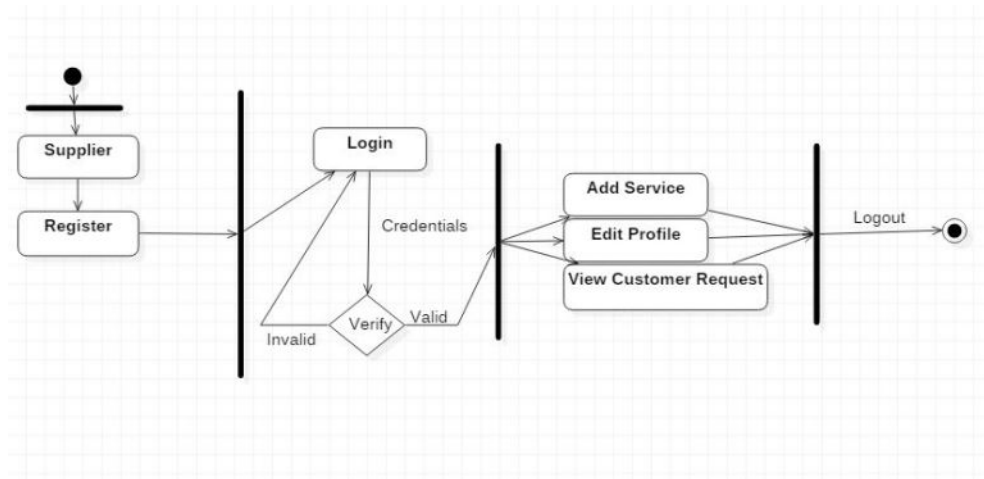 Supplier
Register
Login
Credentials
Verify
Invalid
Valid
Add Service
Edit Profile
View Customer Request
Logout